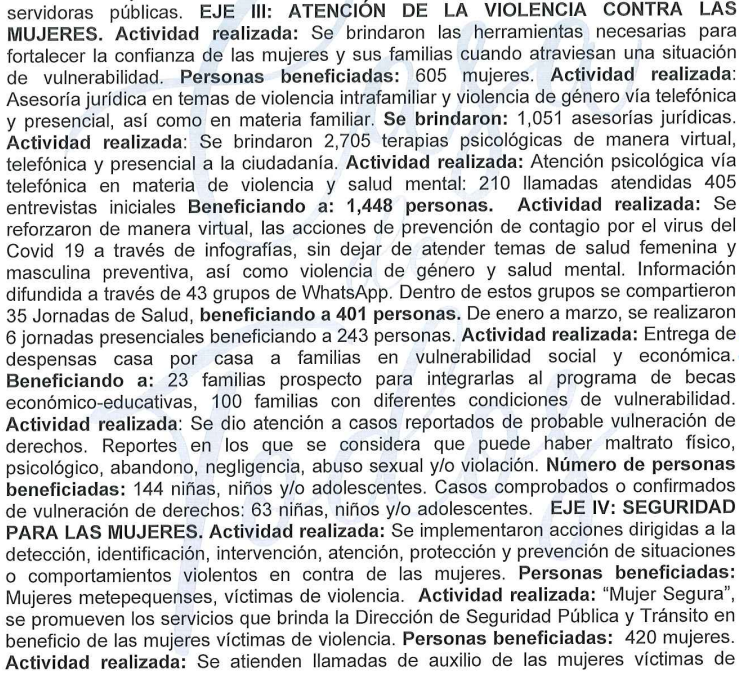 servidoras públicas. EJE III: ATENCIÓN DE LA VIOLENCIA CONTRA LAS
MUJERES. Actividad realizada: Se brindaron las herramientas necesarias para
fortalecer la confianza de las mujeres y sus familias cuando atraviesan una situación
de vulnerabilidad. Personas beneficiadas: 605 mujeres. Actividad realizada:
Asesoría jurídica en temas de violencia intrafamiliar y violencia de género vía telefónica
y presencial, así como en materia familiar. Se brindaron: 1,051 asesorías jurídicas.
Actividad realizada: Se brindaron 2,705 terapias psicológicas de manera virtual,
telefónica y presencial a la ciudadanía. Actividad realizada: Atención psicológica vía
telefónica en materia de violencia y salud mental: 210 llamadas atendidas 405
entrevistas iniciales Beneficiando a: 1,448 personas. Actividad realizada: Se
reforzaron de manera virtual, las acciones de prevención de contagio por el virus del
Covid 19 a través de infografías, sin dejar de atender temas de salud femenina y
masculina preventiva, así como violencia de género y salud mental. Información
difundida a través de 43 grupos de WhatsApp. Dentro de estos grupos se compartieron
35 Jornadas de Salud, beneficiando a 401 personas. De enero a marzo, se realizaron
6 jornadas presenciales beneficiando a 243 personas. Actividad realizada: Entrega de
despensas casa por casa a familias en vulnerabilidad social y económica.
Beneficiando a: 23 familias prospecto para integrarlas al programa de becas
económico-educativas, 100 familias con diferentes condiciones de vulnerabilidad.
Actividad realizada: Se dio atención a casos reportados de probable vulneración de
derechos. Reportes en los que se considera que puede haber maltrato físico,
psicológico, abandono, negligencia, abuso sexual y/o violación. Número de personas
beneficiadas: 144 niñas, niños y/o adolescentes. Casos comprobados o confirmados
de vulneración de derechos: 63 niñas, niños y/o adolescentes. EJE IV: SEGURIDAD
PARA LAS MUJERES. Actividad realizada: Se implementaron acciones dirigidas a la
detección, identificación, intervención, atención, protección y prevención de situaciones
o comportamientos violentos en contra de las mujeres. Personas beneficiadas:
Mujeres metepequenses, víctimas de violencia. Actividad realizada: "Mujer Segura",
se promueven los servicios que brinda la Dirección de Seguridad Pública y Tránsito en
beneficio de las mujeres víctimas de violencia. Personas beneficiadas: 420 mujeres.
Actividad realizada: Se atienden llamadas de auxilio de las mujeres víctimas de
Casa
de
Todos